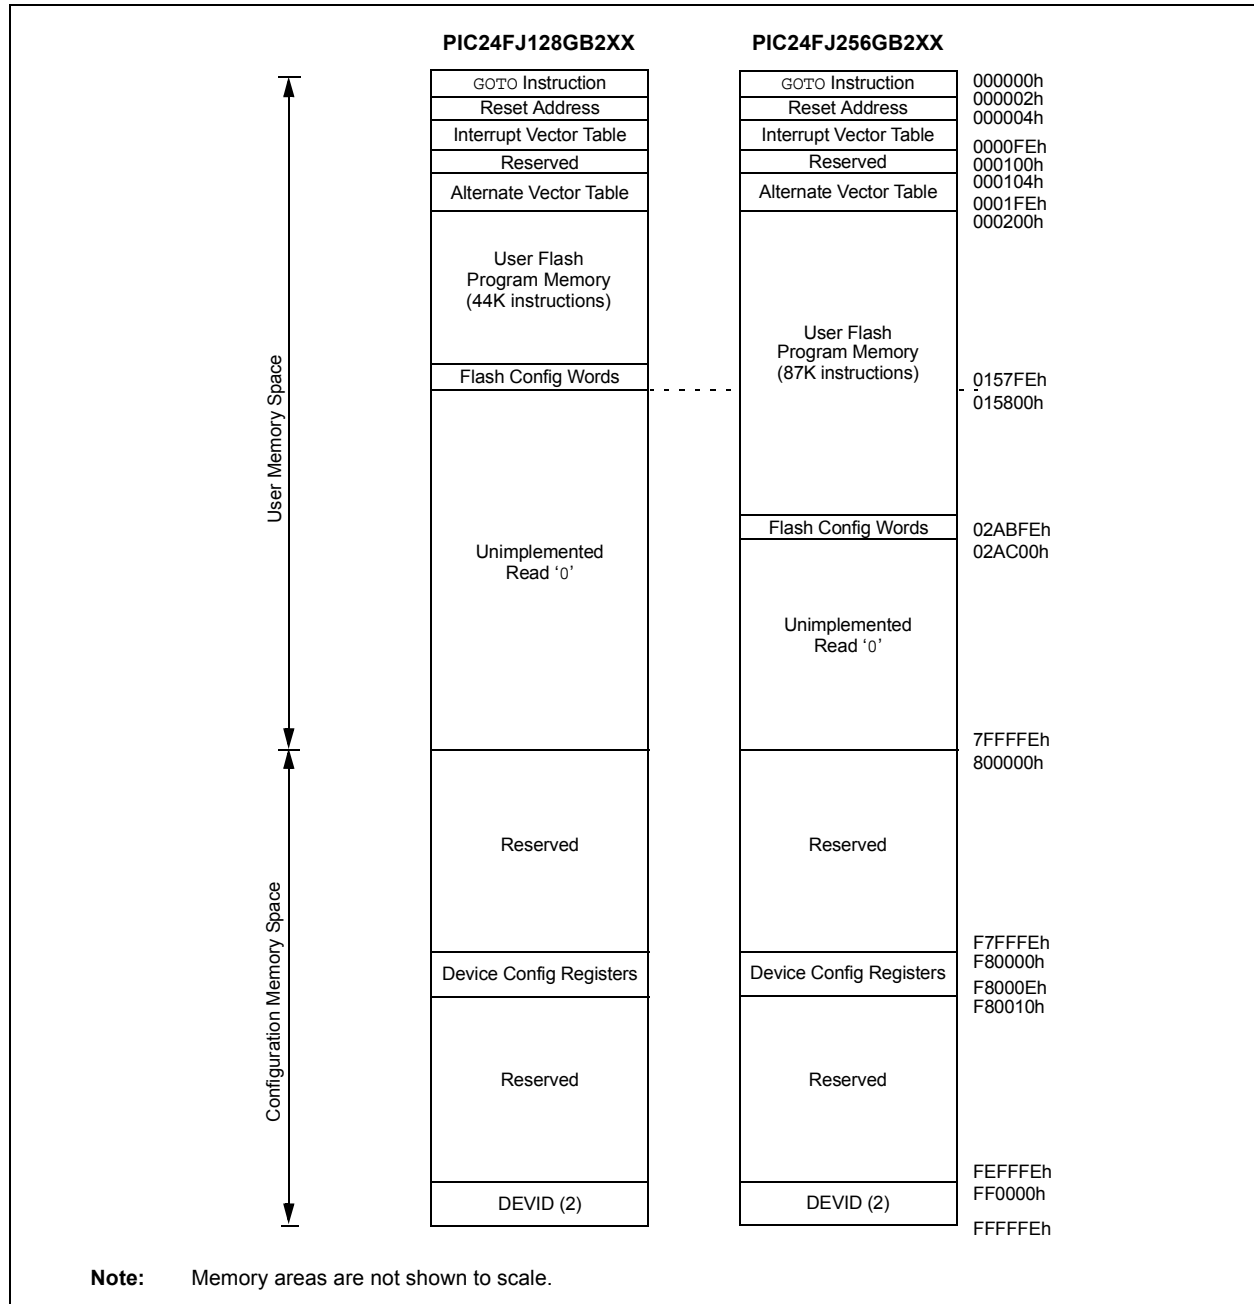 PIC24FJ128GB2XX
PIC24FJ256GB2XX
GOTO Instruction
GOTO Instruction
000000h
Reset Address
Reset Address
000002h
000004h
Interrupt Vector Table
Interrupt Vector Table
0000FEh
Reserved
Reserved
000100h
000104h
Alternate Vector Table
Alternate Vector Table
0001FEh
000200h
User Flash
Program Memory
(44K instructions)
User Flash
Program Memory
(87K instructions)
Flash Config Words
0157FEh
015800h
User Memory Space
Flash Config Words
02ABFEh
02AC00h
Unimplemented
Read ‘0’
Unimplemented
Read ‘0’
7FFFFEh
800000h
Reserved
Reserved
F7FFFEh
F80000h
Device Config Registers
Device Config Registers
F8000Eh
F80010h
Configuration Memory Space
Reserved
Reserved
FEFFFEh
FF0000h
DEVID (2)
DEVID (2)
FFFFFEh
Note: Memory areas are not shown to scale.